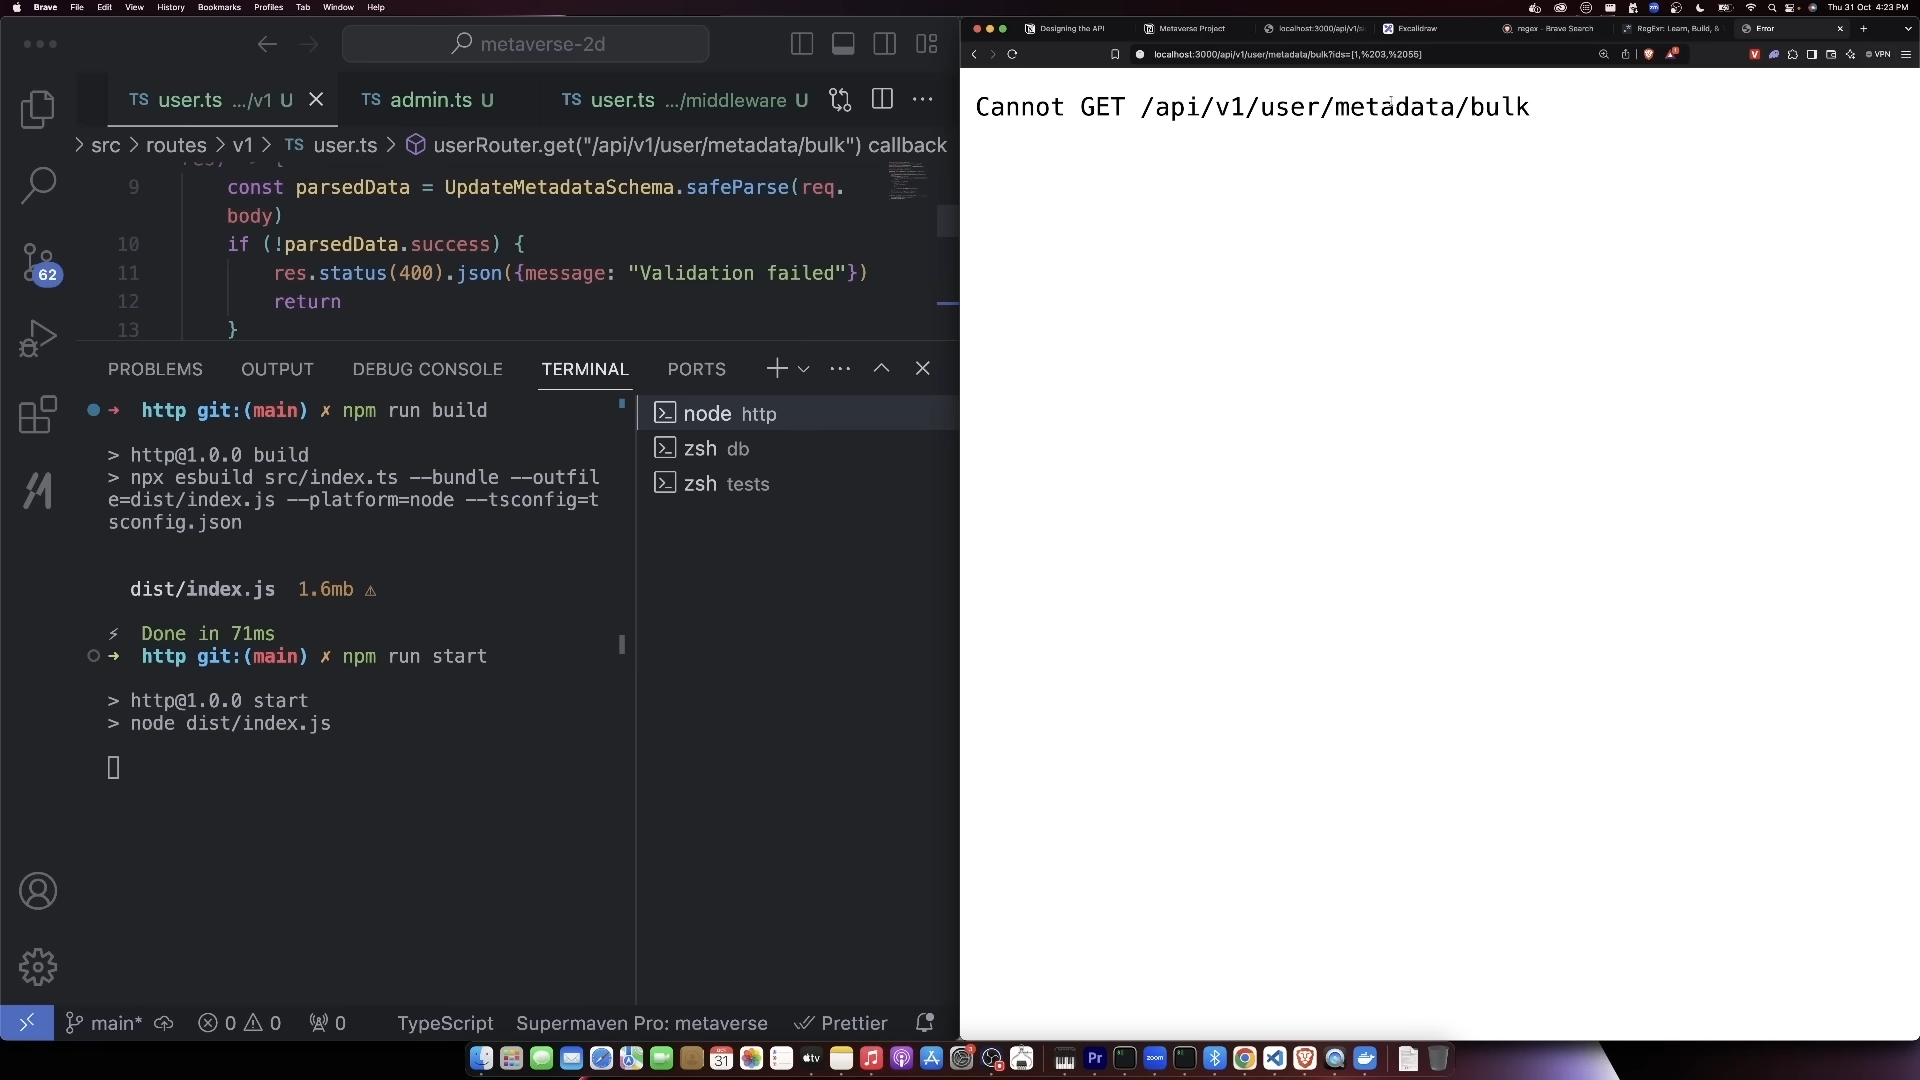 Brave File Edit View History Bookmarks Profiles Tab Window Help
Thu 31 Oct 4:23 PM
metaverse-2d
TS user.ts .../v1 U
TS admin.ts U
TS user.ts .../middleware U
> src > routes > v1 > TS user.ts > userRouter.get("/api/v1/user/metadata/bulk") callback
9 const parsedData = UpdateMetadataSchema.safeParse(req.
body)
10 if (!parsedData.success) {
11 res.status(400).json({message: "Validation failed"})
12 return
13 }
PROBLEMS OUTPUT DEBUG CONSOLE TERMINAL PORTS
➜ http git:(main) ✗ npm run build
> http@1.0.0 build
> npx esbuild src/index.ts --bundle --outfil
e=dist/index.js --platform=node --tsconfig=t
sconfig.json
dist/index.js 1.6mb ⚠
⚡ Done in 71ms
➜ http git:(main) ✗ npm run start
> http@1.0.0 start
> node dist/index.js
node http
zsh db
zsh tests
62
main* 0 0 0 TypeScript Supermaven Pro: metaverse Prettier
Designing the API
Metaverse Project
localhost:3000/api/v1/
Excalidraw
regex - Brave Search
RegExr: Learn, Build, &
Error
localhost:3000/api/v1/user/metadata/bulk?ids=[1,%203,%2055]
VPN
Cannot GET /api/v1/user/metadata/bulk
31
tv
Pr
zoom